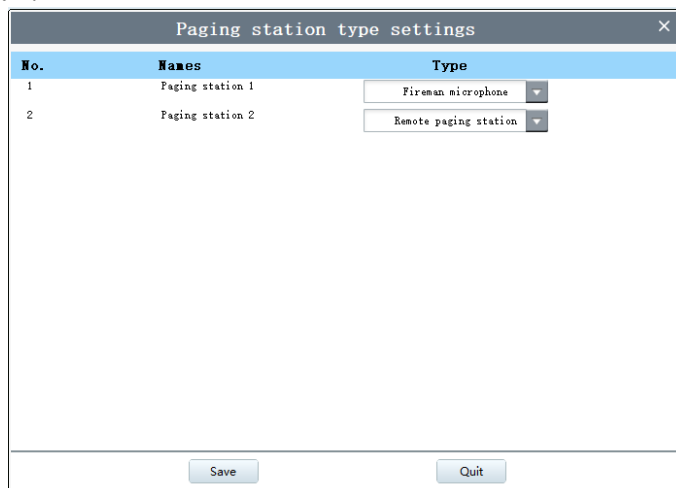 Paging station type settings ×
No. Names Type
1 Paging station 1 Fireman microphone
2 Paging station 2 Remote paging station
Save Quit